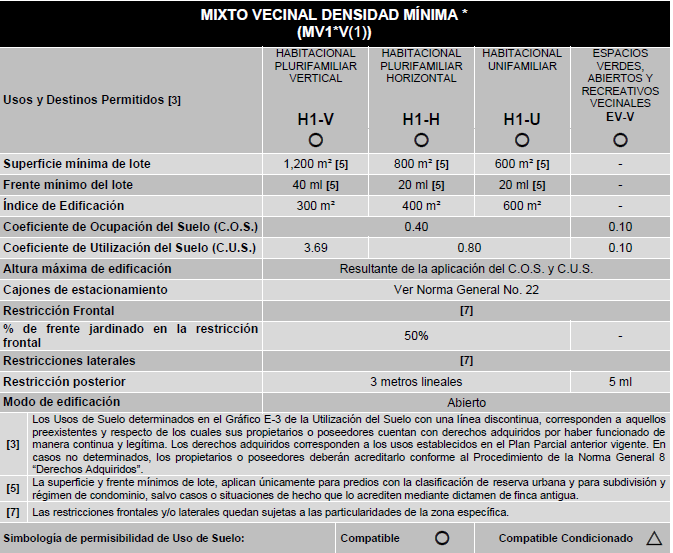 MIXTO VECINAL DENSIDAD MÍNIMA *
(MV1*V(1))
Usos y Destinos Permitidos [3]
HABITACIONAL
PLURIFAMILIAR
VERTICAL
H1-V
HABITACIONAL
PLURIFAMILIAR
HORIZONTAL
H1-H
HABITACIONAL
UNIFAMILIAR
H1-U
ESPACIOS
VERDES,
ABIERTOS Y
RECREATIVOS
VECINALES
EV-V
Superficie mínima de lote 1,200 m² [5] 800 m² [5] 600 m² [5] -
Frente mínimo del lote 40 ml [5] 20 ml [5] 20 ml [5] -
Índice de Edificación 300 m² 400 m² 600 m² -
Coeficiente de Ocupación del Suelo (C.O.S.) 0.40 0.10
Coeficiente de Utilización del Suelo (C.U.S.) 3.69 0.80 0.10
Altura máxima de edificación Resultante de la aplicación del C.O.S. y C.U.S.
Cajones de estacionamiento Ver Norma General No. 22
Restricción Frontal [7]
% de frente jardinado en la restricción
frontal 50% -
Restricciones laterales [7]
Restricción posterior 3 metros lineales 5 ml
Modo de edificación Abierto
[3] Los Usos de Suelo determinados en el Gráfico E-3 de la Utilización del Suelo con una línea discontinua, corresponden a aquellos
preexistentes y respecto de los cuales sus propietarios o poseedores cuentan con derechos adquiridos por haber funcionado de
manera continua y legítima. Los derechos adquiridos corresponden a los usos establecidos en el Plan Parcial anterior vigente. En
casos no determinados, los propietarios o poseedores deberán acreditarlo conforme al Procedimiento de la Norma General 8
“Derechos Adquiridos”.
[5] La superficie y frente mínimos de lote, aplican únicamente para predios con la clasificación de reserva urbana y para subdivisión y
régimen de condominio, salvo casos o situaciones de hecho que lo acrediten mediante dictamen de finca antigua.
[7] Las restricciones frontales y/o laterales quedan sujetas a las particularidades de la zona específica.
Simbología de permisibilidad de Uso de Suelo: Compatible Compatible Condicionado